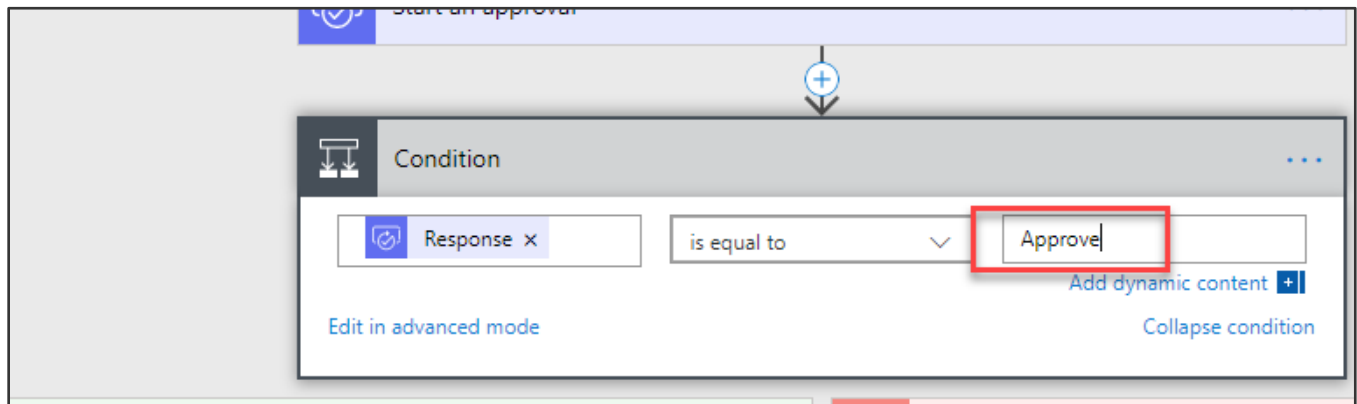 Start an approval
Condition
Response ×
is equal to
Approve
Add dynamic content
Edit in advanced mode
Collapse condition